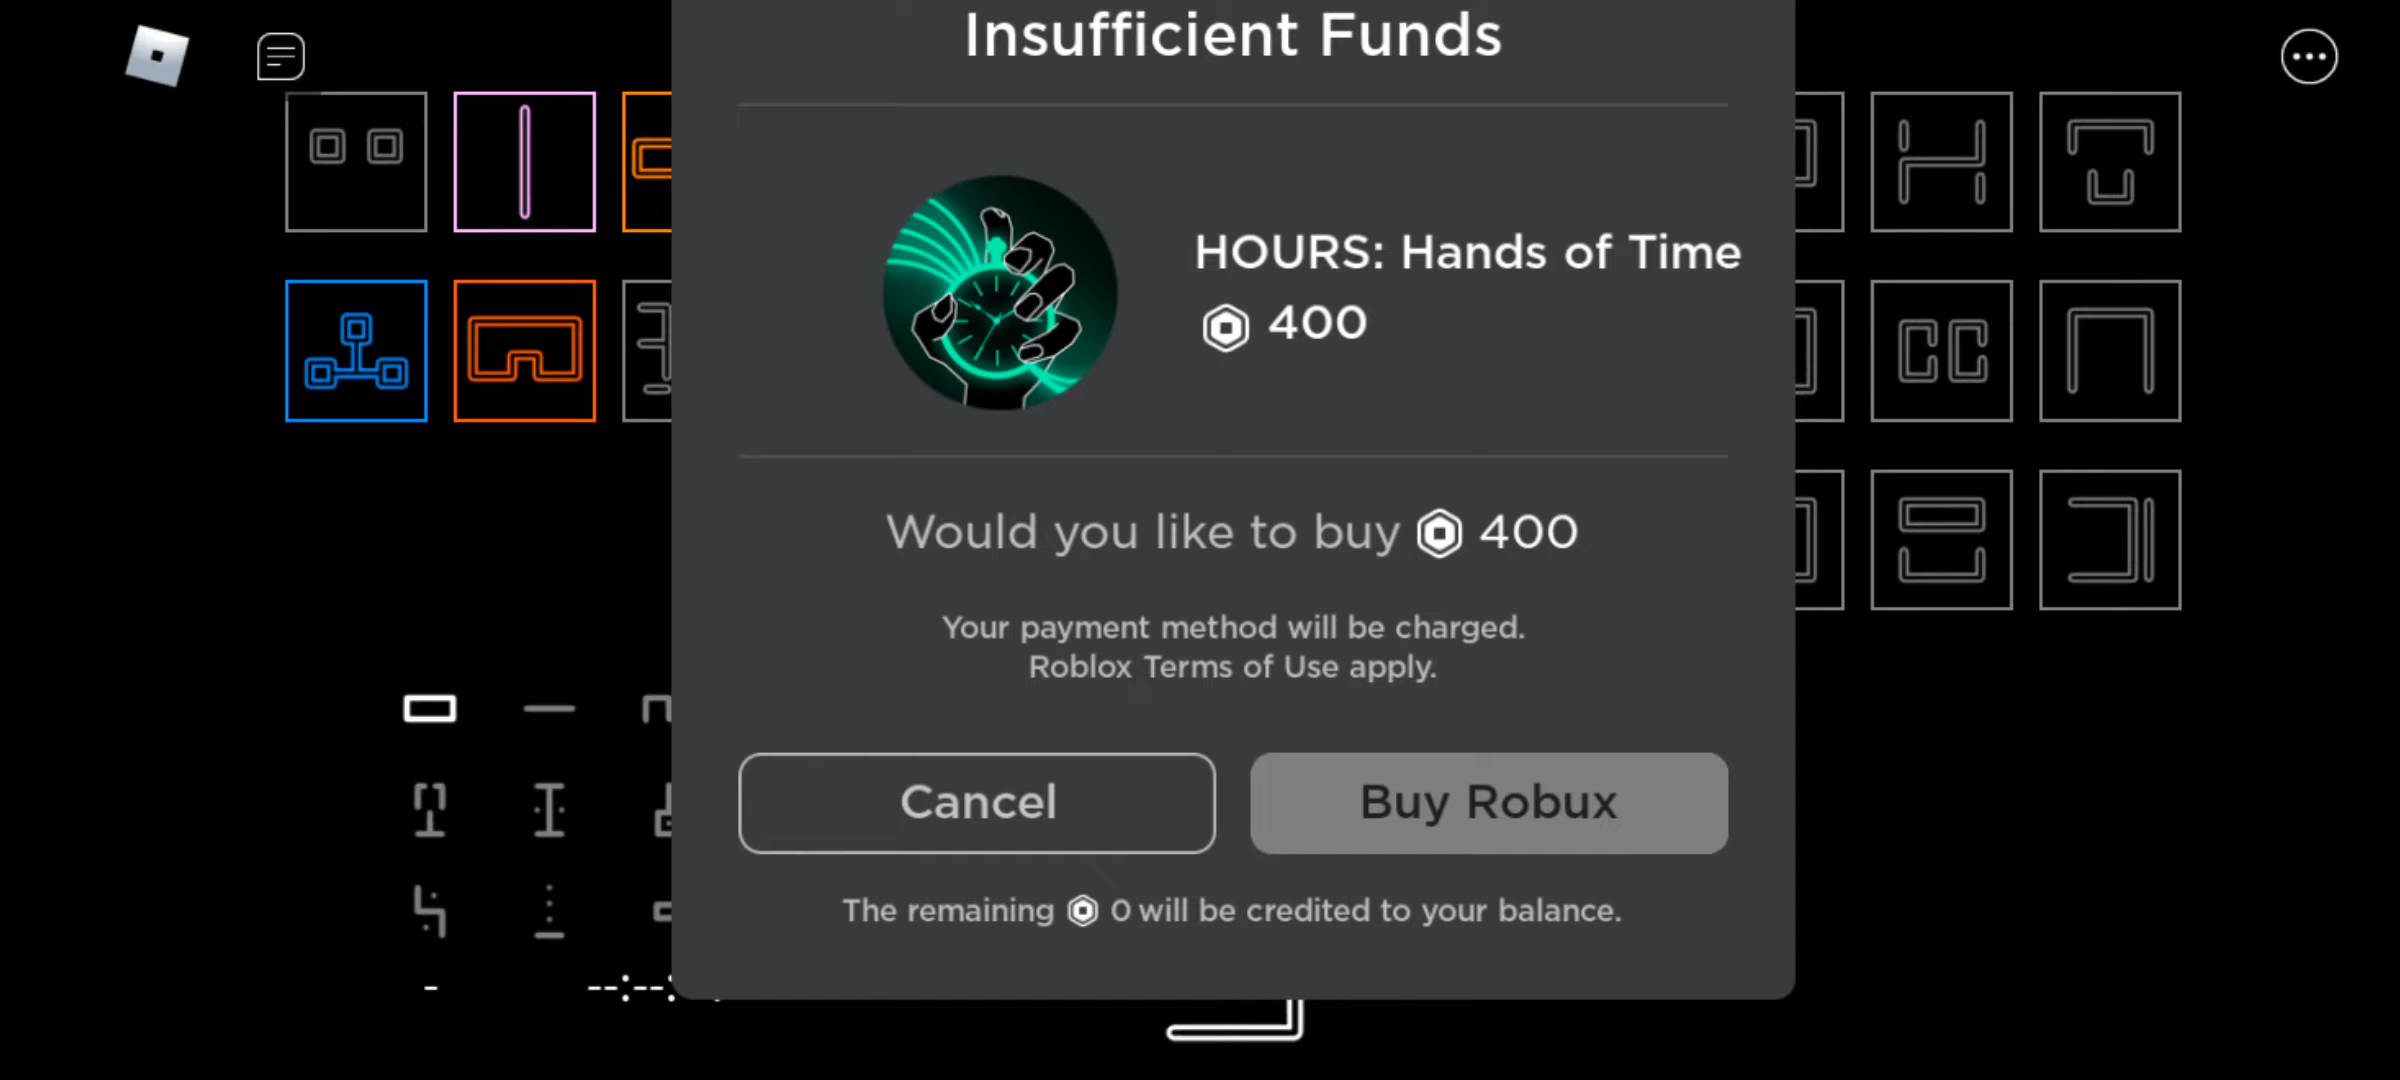 Insufficient Funds
HOURS: Hands of Time
400
Would you like to buy 400
Your payment method will be charged.
Roblox Terms of Use apply.
Cancel
Buy Robux
The remaining 0 will be credited to your balance.
-
--:--: